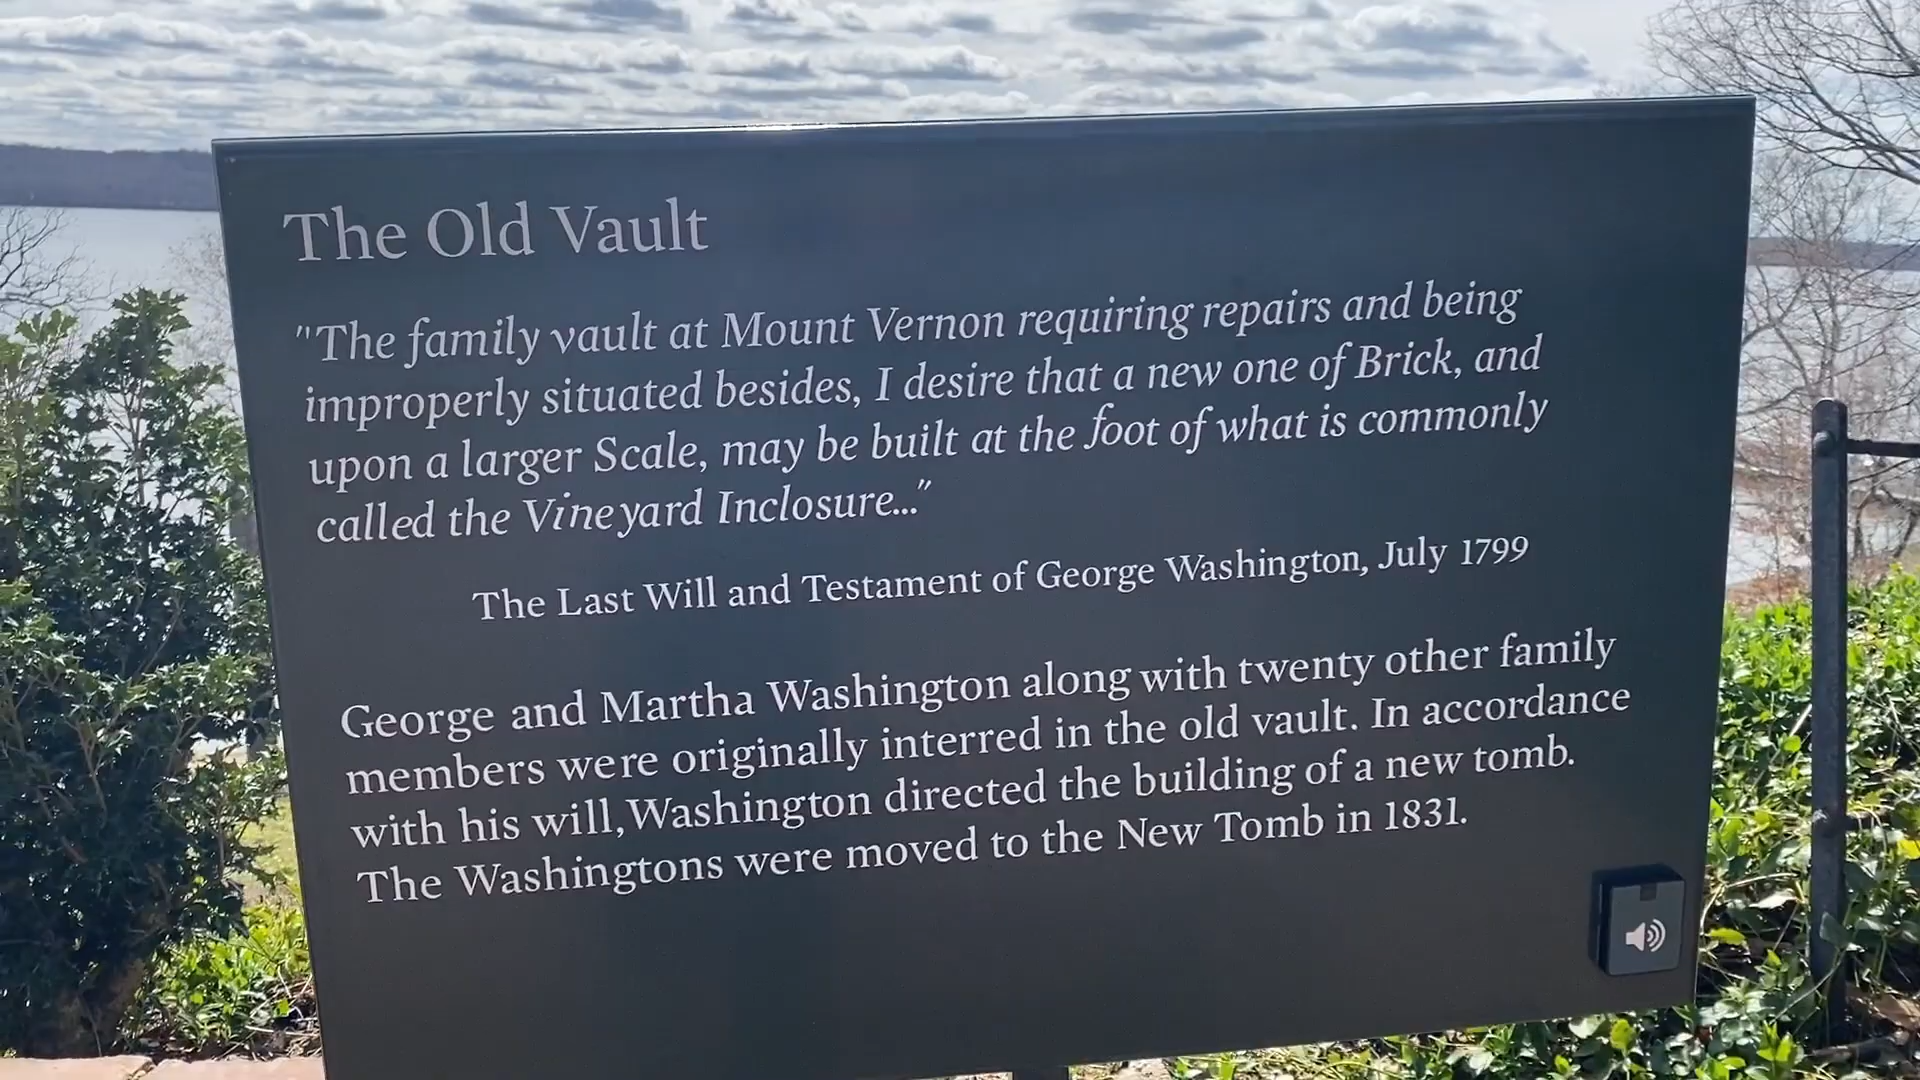 The Old Vault
"The family vault at Mount Vernon requiring repairs and being
improperly situated besides, I desire that a new one of Brick, and
upon a larger Scale, may be built at the foot of what is commonly
called the Vineyard Inclosure..."
The Last Will and Testament of George Washington, July 1799
George and Martha Washington along with twenty other family
members were originally interred in the old vault. In accordance
with his will, Washington directed the building of a new tomb.
The Washingtons were moved to the New Tomb in 1831.